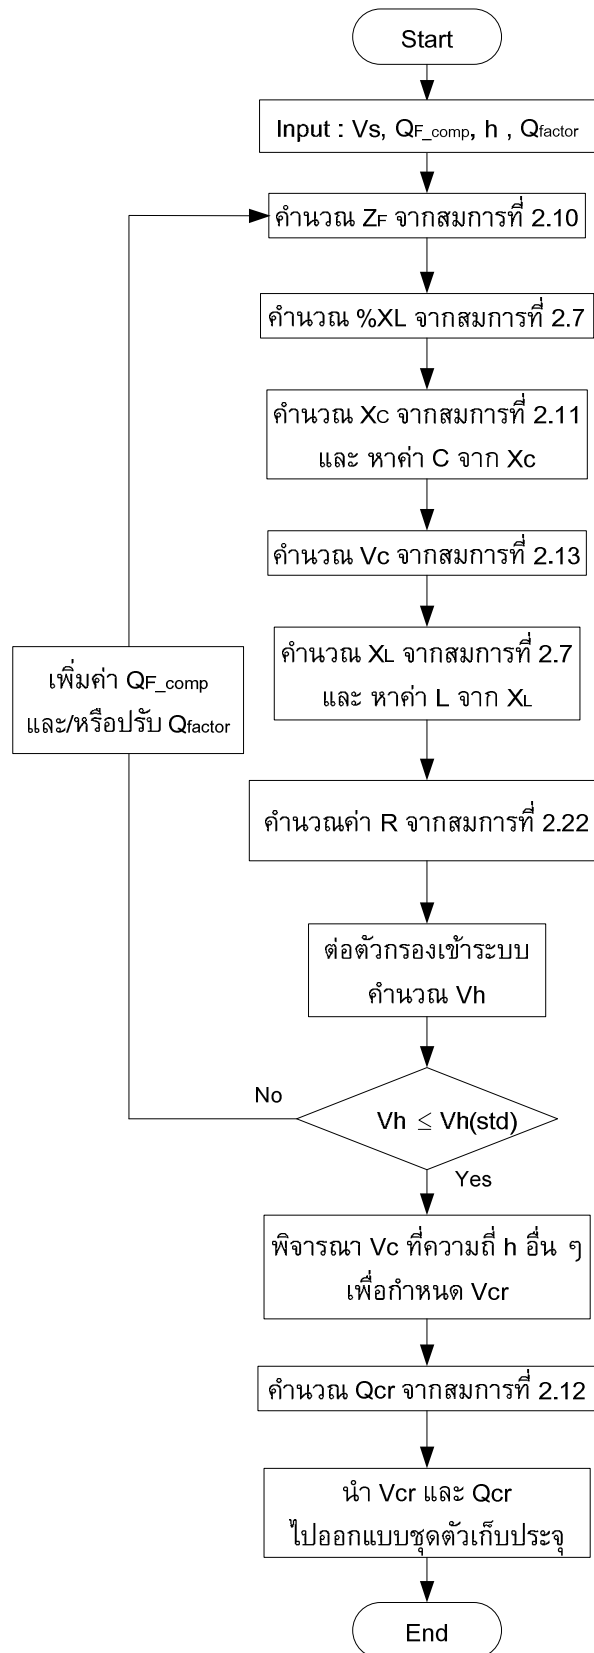 Start
Input : Vs, QF_comp, h , Qfactor
คำนวณ ZF จากสมการที่ 2.10
คำนวณ %XL จากสมการที่ 2.7
คำนวณ XC จากสมการที่ 2.11
และ หาค่า C จาก Xc
คำนวณ Vc จากสมการที่ 2.13
คำนวณ XL จากสมการที่ 2.7
และ หาค่า L จาก XL
เพิ่มค่า QF_comp
และ/หรือปรับ Qfactor
คำนวณค่า R จากสมการที่ 2.22
ต่อตัวกรองเข้าระบบ
คำนวณ Vh
No
Vh ≤ Vh(std)
Yes
พิจารณา Vc ที่ความถี่ h อื่น ๆ
เพื่อกำหนด Vcr
คำนวณ Qcr จากสมการที่ 2.12
นำ Vcr และ Qcr
ไปออกแบบชุดตัวเก็บประจุ
End